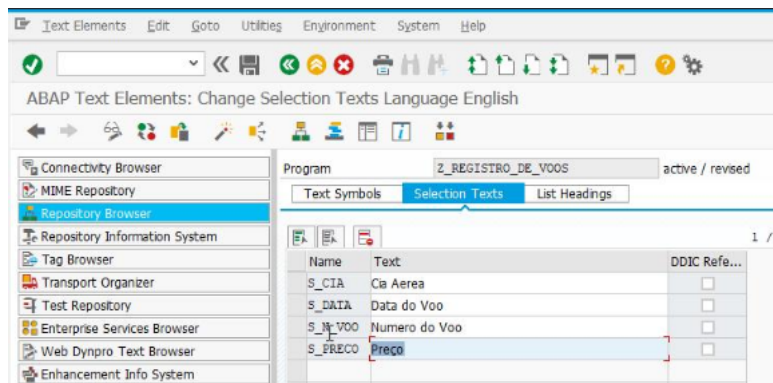 Text Elements Edit Goto Utilities Environment System Help
ABAP Text Elements: Change Selection Texts Language English
Connectivity Browser
MIME Repository
Repository Browser
Repository Information System
Tag Browser
Transport Organizer
Test Repository
Enterprise Services Browser
Web Dynpro Text Browser
Enhancement Info System
Program Z_REGISTRO_DE_VOOS active / revised
Text Symbols Selection Texts List Headings
1 /
Name Text DDIC Refe...
S_CIA Cia Aerea
S_DATA Data do Voo
S_N_VOO Numero do Voo
S_PRECO Preço